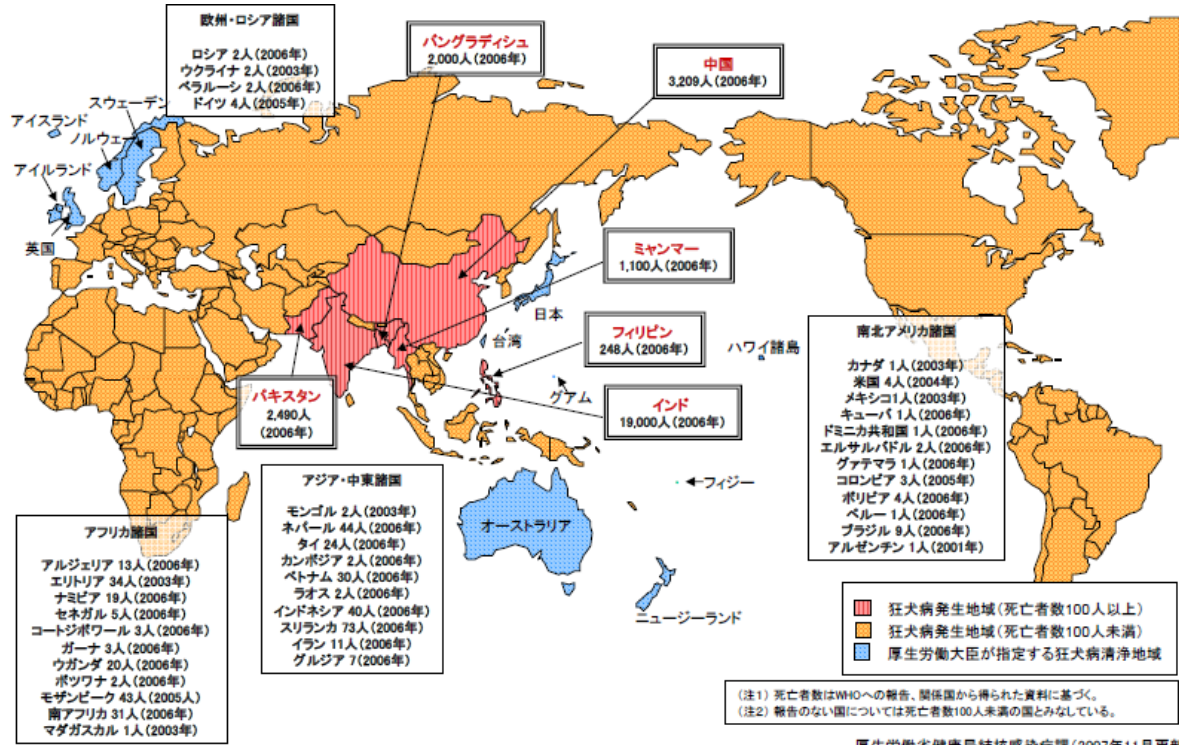 欧州・ロシア諸国
ロシア 2人(2006年)
ウクライナ 2人(2003年)
ベラルーシ 2人(2006年)
ドイツ 4人(2005年)
バングラディシュ
2,000人(2006年)
中国
3,209人(2006年)
スウェーデン
アイスランド
ノルウェー
アイルランド
英国
ミャンマー
1,100人(2006年)
日本
台湾
フィリピン
248人(2006年)
ハワイ諸島
グアム
パキスタン
2,490人
(2006年)
インド
19,000人(2006年)
南北アメリカ諸国
カナダ 1人(2003年)
米国 4人(2004年)
メキシコ1人(2003年)
キューバ 1人(2006年)
ドミニカ共和国 1人(2006年)
エルサルバドル 2人(2006年)
グァテマラ 1人(2006年)
コロンビア 3人(2005年)
ボリビア 4人(2006年)
ペルー 1人(2006年)
ブラジル 9人(2006年)
アルゼンチン 1人(2001年)
アジア・中東諸国
モンゴル 2人(2003年)
ネパール 44人(2006年)
タイ 24人(2006年)
カンボジア 2人(2006年)
ベトナム 30人(2006年)
ラオス 2人(2006年)
インドネシア 40人(2006年)
スリランカ 73人(2006年)
イラン 11人(2006年)
グルジア 7(2006年)
フィジー
オーストラリア
ニュージーランド
アフリカ諸国
アルジェリア 13人(2006年)
エリトリア 34人(2003年)
ナミビア 19人(2006年)
セネガル 5人(2006年)
コートジボワール 3人(2006年)
ガーナ 3人(2006年)
ウガンダ 20人(2006年)
ボツワナ 2人(2006年)
モザンビーク 43人(2005人)
南アフリカ 31人(2006年)
マダガスカル 1人(2003年)
狂犬病発生地域(死亡者数100人以上)
狂犬病発生地域(死亡者数100人未満)
厚生労働大臣が指定する狂犬病清浄地域
(注1) 死亡者数はWHOへの報告、関係国から得られた資料に基づく。
(注2) 報告のない国については死亡者数100人未満の国とみなしている。
厚生労働省健康局結核感染症課(2007年11月更新